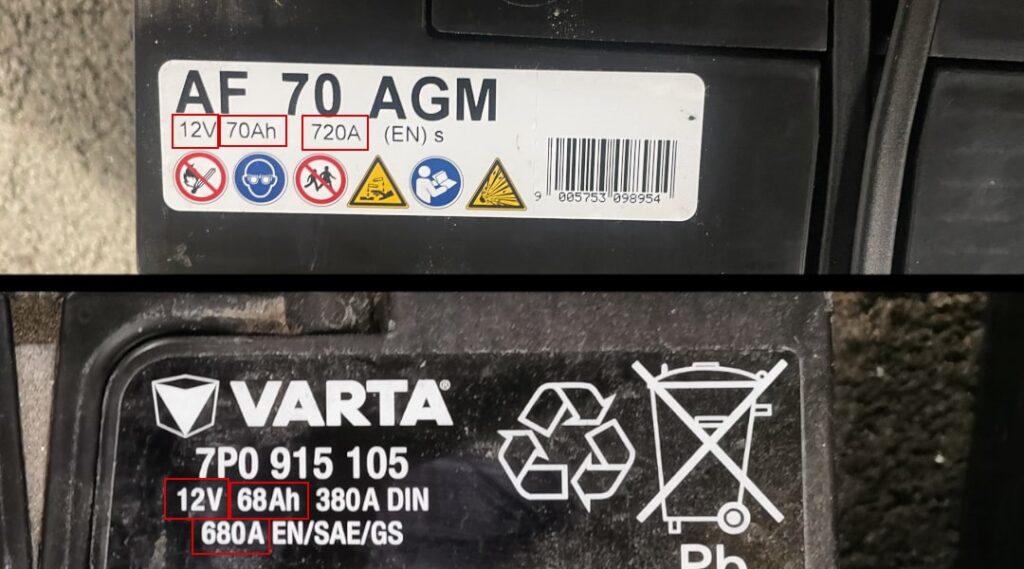 AF 70 AGM
12V 70Ah 720A (EN) s
9 005753 098954
VARTA®
7P0 915 105
12V 68Ah 380A DIN
680A EN/SAE/GS
Pb